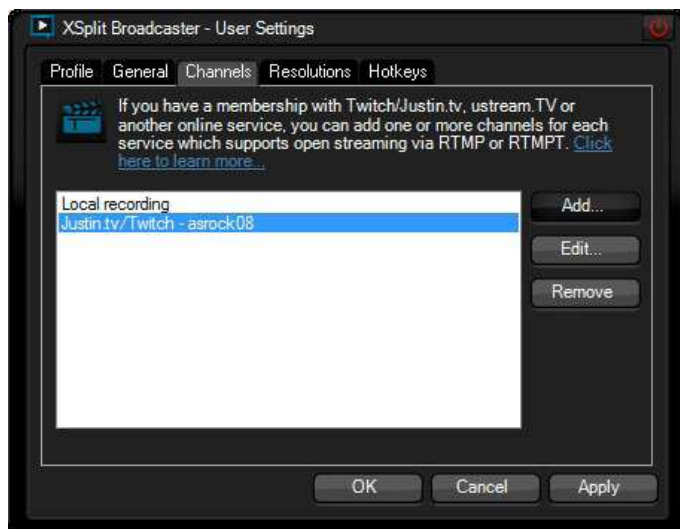 XSplit Broadcaster - User Settings
Profile General Channels Resolutions Hotkeys
If you have a membership with Twitch/Justin.tv, ustream.TV or
another online service, you can add one or more channels for each
service which supports open streaming via RTMP or RTMPT. Click
here to learn more...
Local recording
Justin.tv/Twitch - asrock08
Add...
Edit...
Remove
OK Cancel Apply